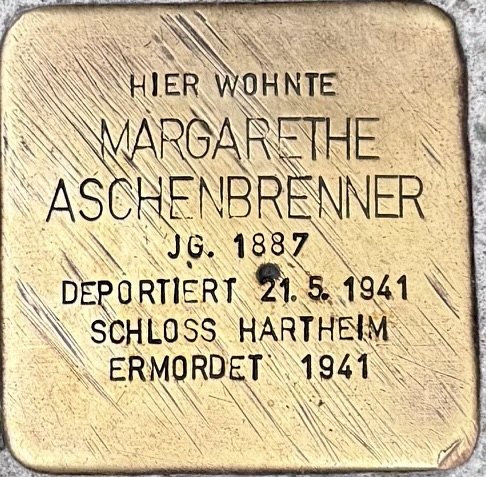 HIER WOHNTE
MARGARETHE
ASCHENBRENNER
JG. 1887
DEPORTIERT 21. 5. 1941
SCHLOSS HARTHEIM
ERMORDET 1941